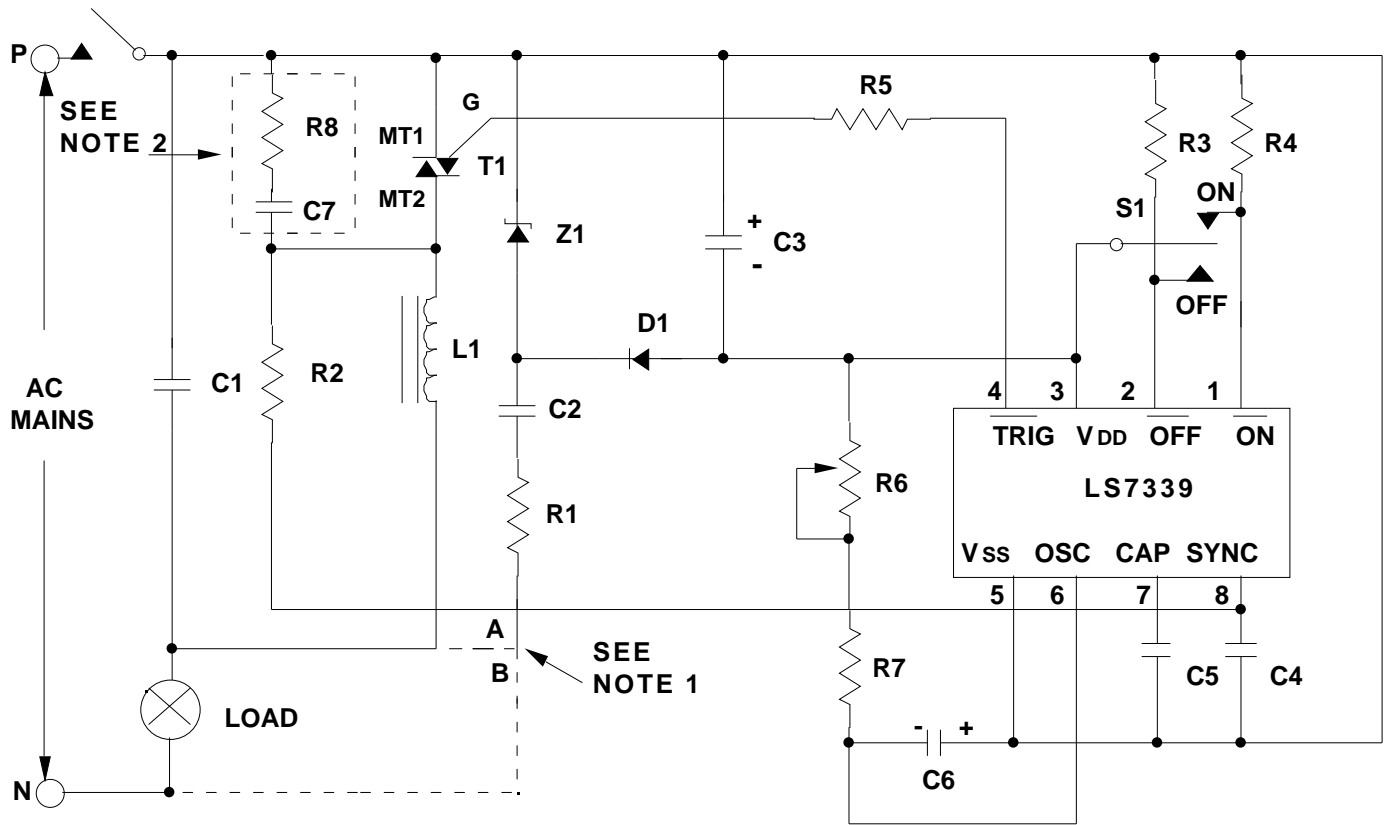 P
SEE
NOTE 2
R8
C7
MT1
G
T1
MT2
R5
Z1
+
C3
-
R3
R4
ON
S1
OFF
D1
AC
MAINS
C1
R2
L1
C2
R1
R6
4 3 2 1
TRIG VDD OFF ON
LS7339
VSS OSC CAP SYNC
5 6 7 8
A
B
SEE
NOTE 1
R7
C5
C4
LOAD
- +
C6
N